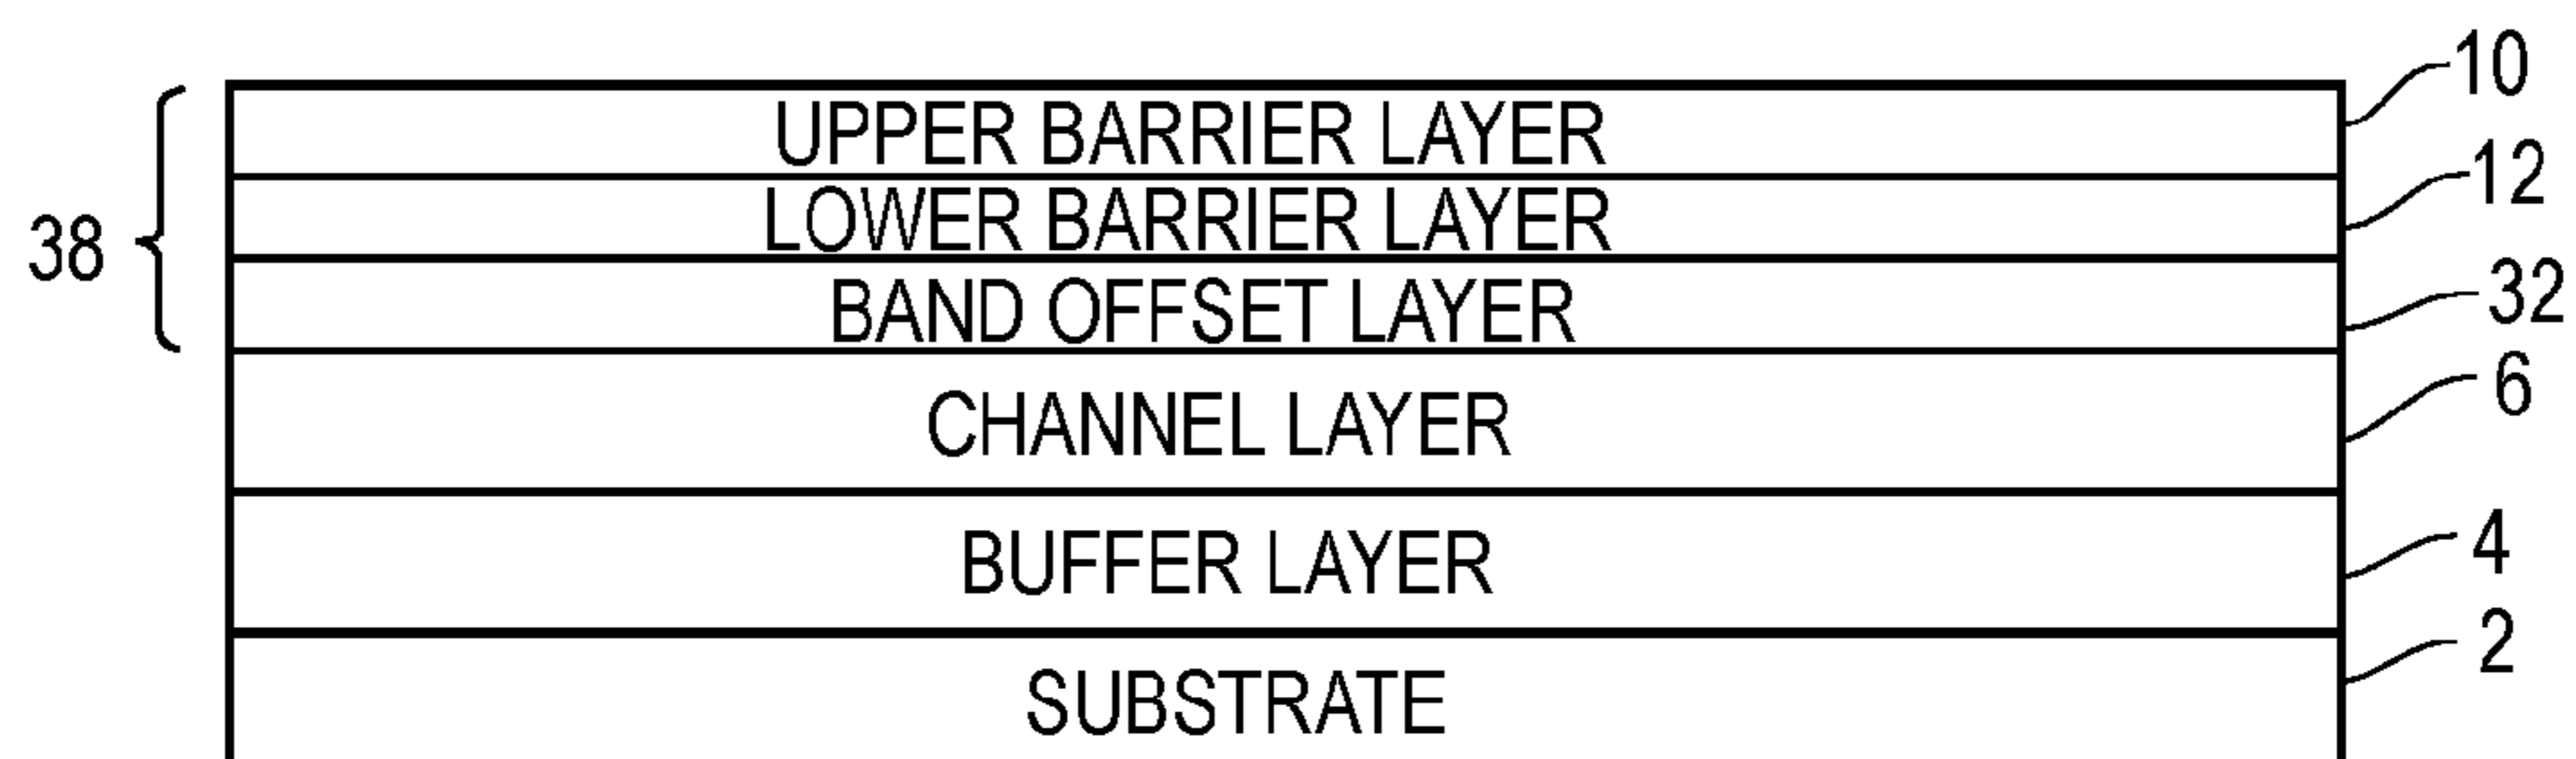 10
UPPER BARRIER LAYER
12
LOWER BARRIER LAYER
38
32
BAND OFFSET LAYER
6
CHANNEL LAYER
4
BUFFER LAYER
2
SUBSTRATE